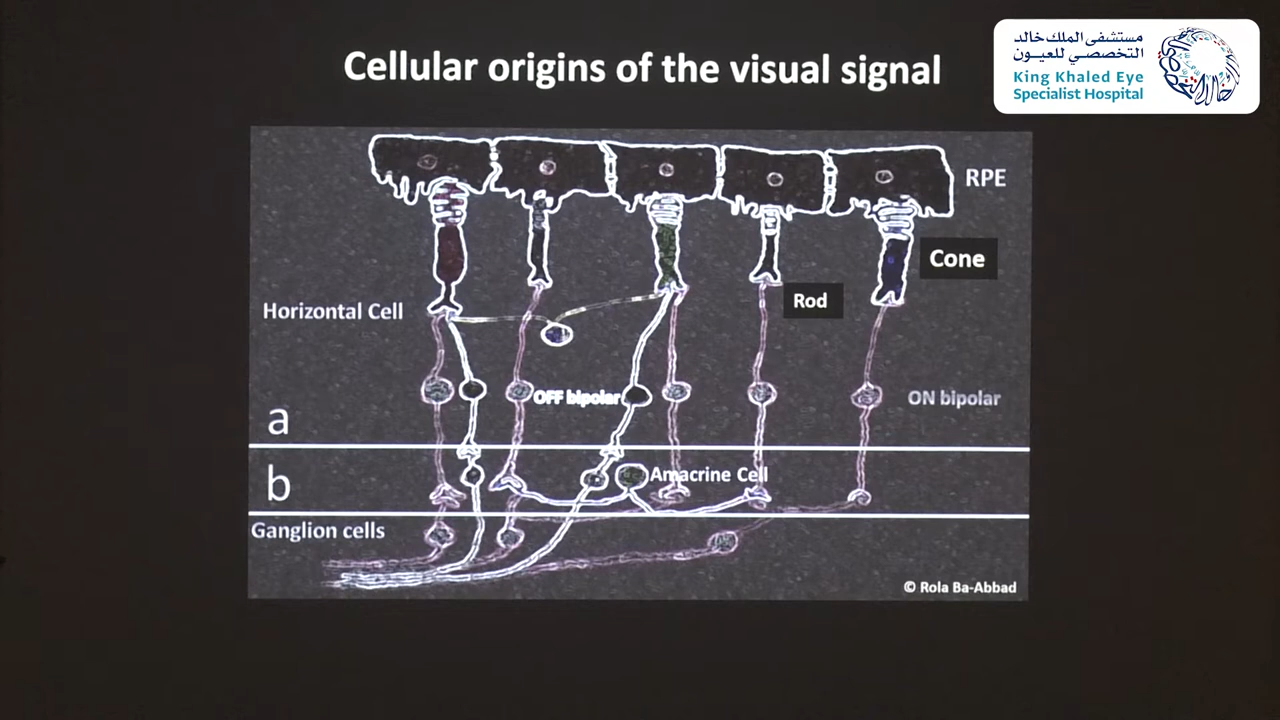 Cellular origins of the visual signal
مستشفى الملك خالد
التخصصي للعيون
King Khaled Eye
Specialist Hospital
RPE
Cone
Rod
Horizontal Cell
OFF bipolar
ON bipolar
a
b
Amacrine Cell
Ganglion cells
© Rola Ba-Abbad